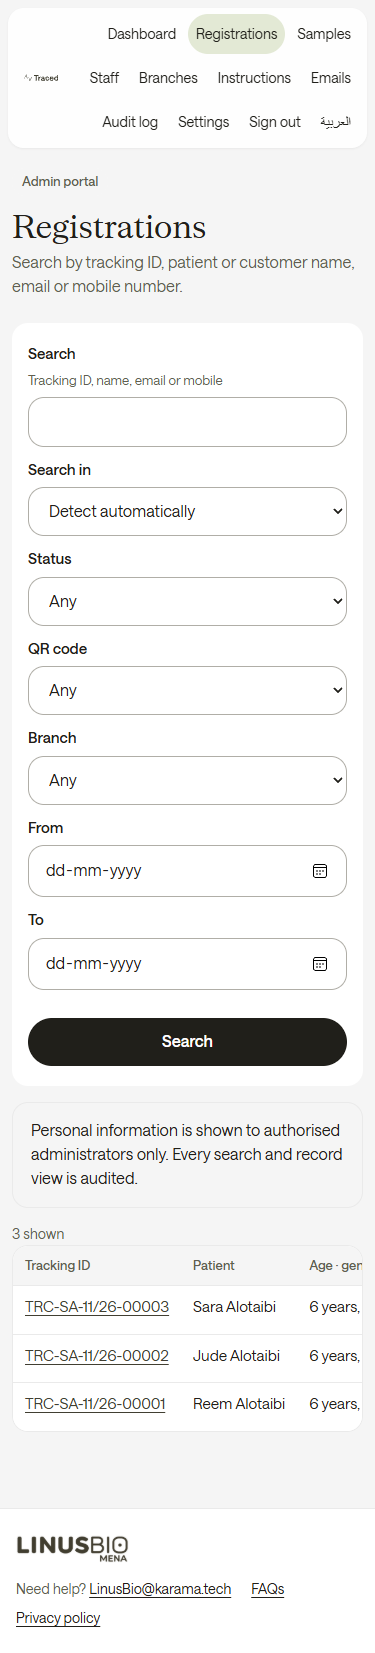 Dashboard Registrations Samples
Traced Staff Branches Instructions Emails
Audit log Settings Sign out العربية
Admin portal
Registrations
Search by tracking ID, patient or customer name,
email or mobile number.
Search
Tracking ID, name, email or mobile
Search in
Detect automatically
Status
Any
QR code
Any
Branch
Any
From
dd-mm-yyyy
To
dd-mm-yyyy
Search
Personal information is shown to authorised
administrators only. Every search and record
view is audited.
3 shown
Tracking ID Patient Age · gen
TRC-SA-11/26-00003 Sara Alotaibi 6 years,
TRC-SA-11/26-00002 Jude Alotaibi 6 years,
TRC-SA-11/26-00001 Reem Alotaibi 6 years,
LINUSBIO
MENA
Need help? LinusBio@karama.tech FAQs
Privacy policy